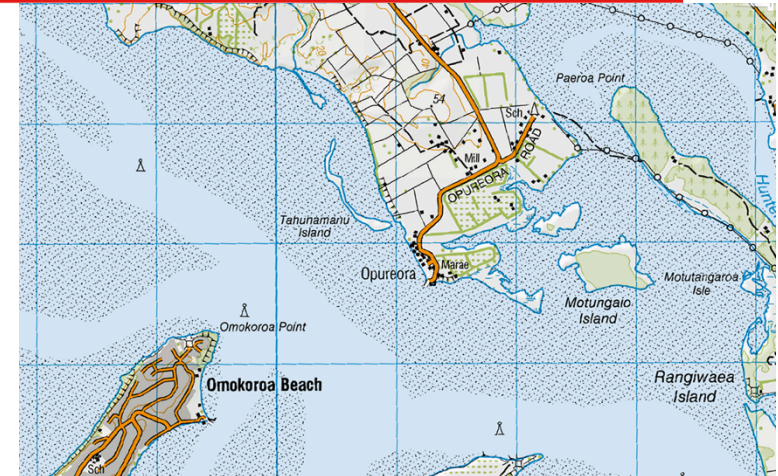 Paeroa Point
54
40
Sch
Mill
OPUREORA ROAD
Tahunamanu
Island
Opureora
Marae
Motutangaroa
Isle
Motungaio
Island
Omokoroa Point
Omokoroa Beach
Rangiwaea
Island
Sch